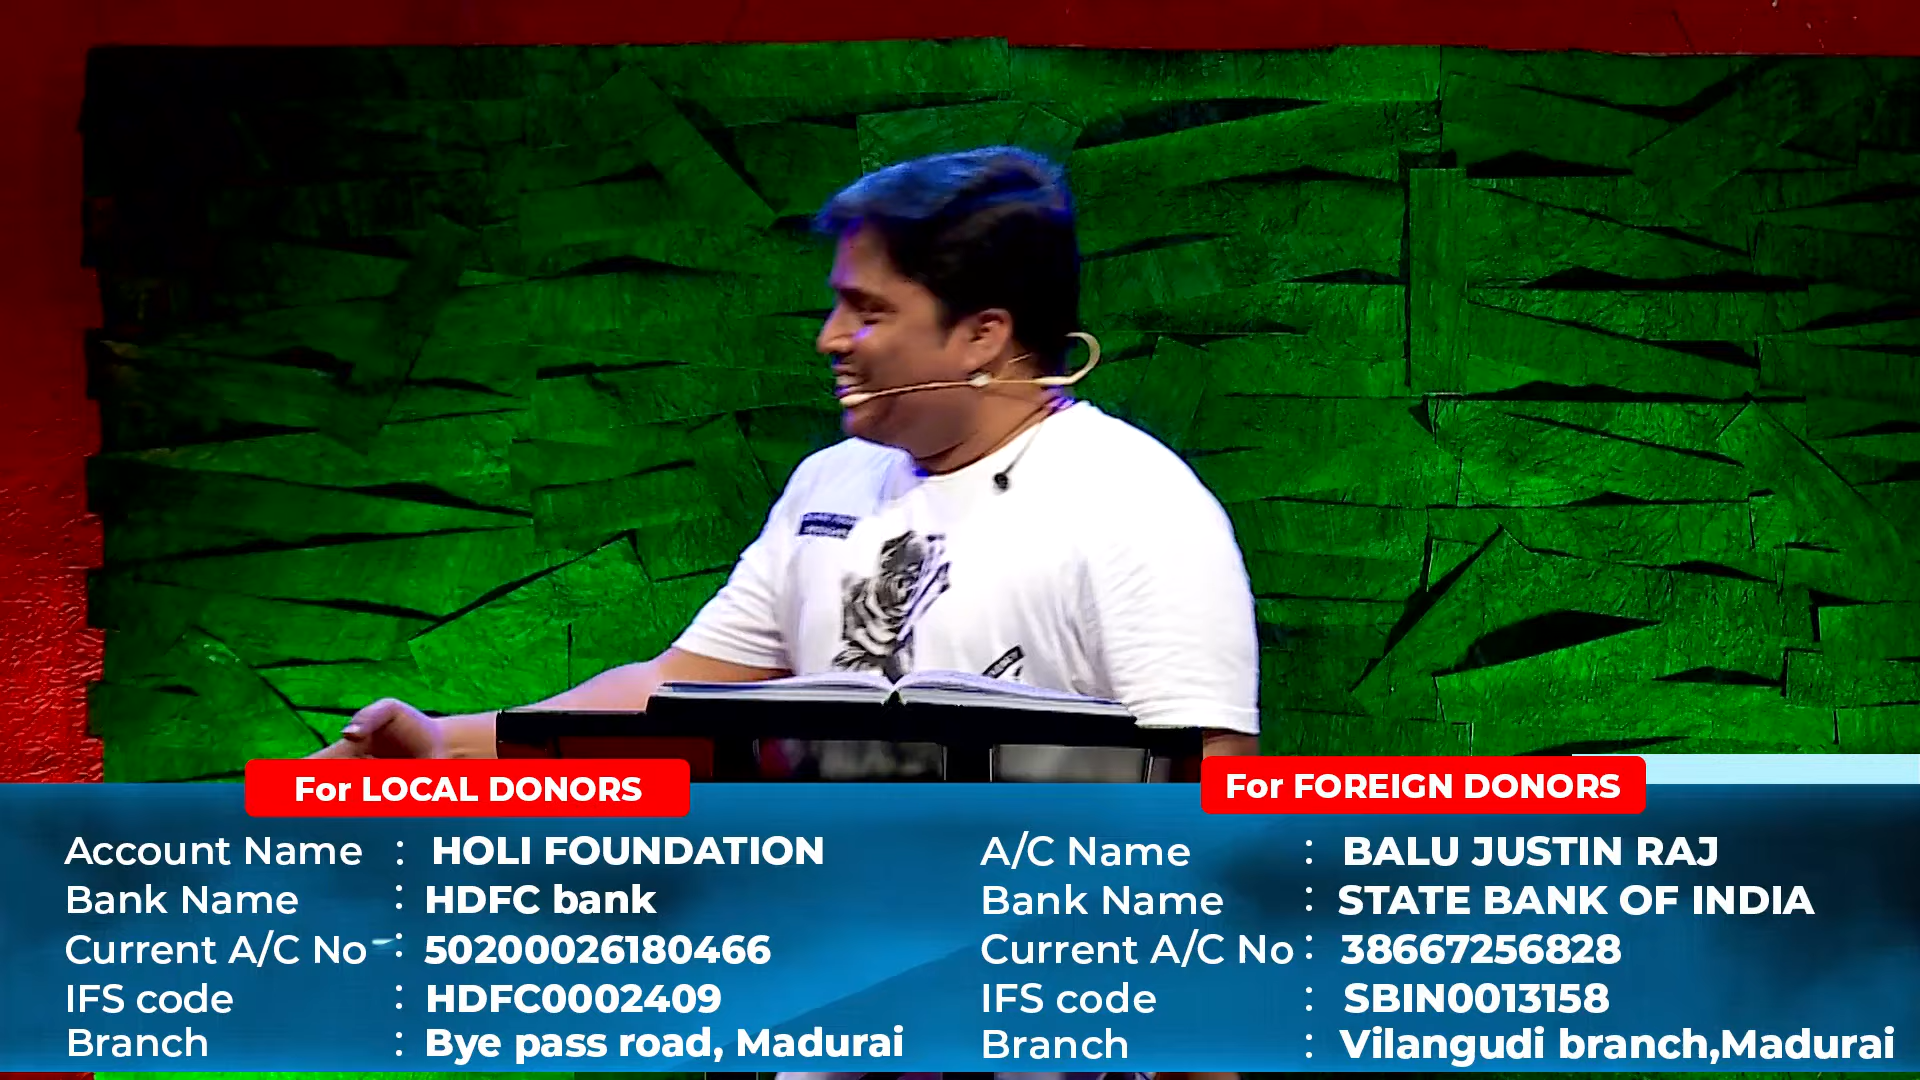 For LOCAL DONORS
Account Name : HOLI FOUNDATION
Bank Name : HDFC bank
Current A/C No : 50200026180466
IFS code : HDFC0002409
Branch : Bye pass road, Madurai
For FOREIGN DONORS
A/C Name : BALU JUSTIN RAJ
Bank Name : STATE BANK OF INDIA
Current A/C No : 38667256828
IFS code : SBIN0013158
Branch : Vilangudi branch,Madurai